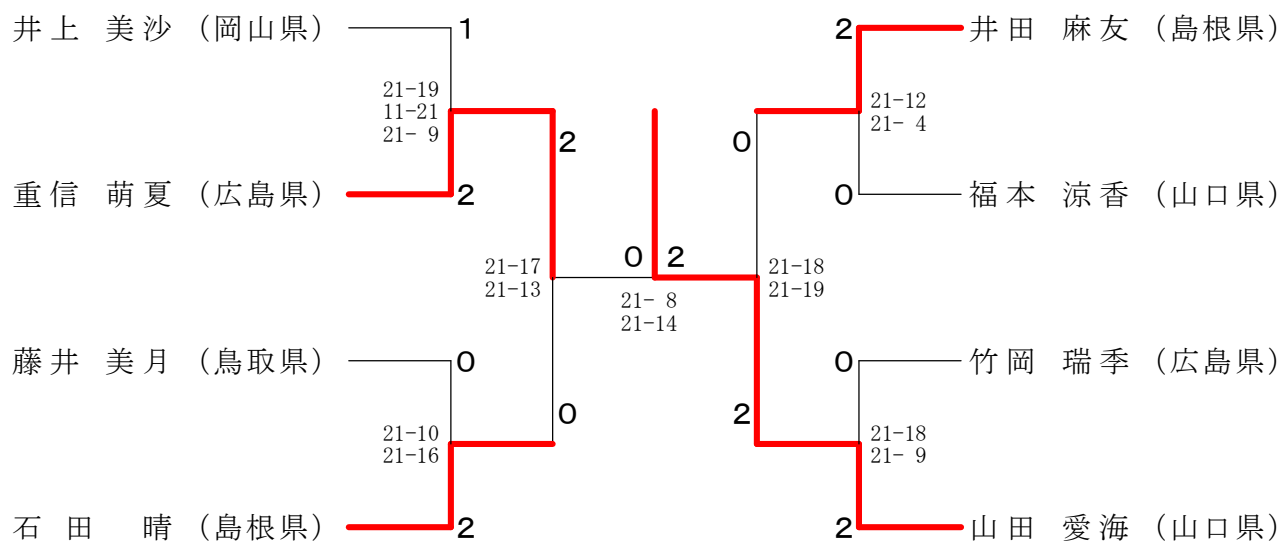 井上 美沙 (岡山県) 1
2 井田 麻友 (島根県)
21-19
11-21
21- 9
21-12
21- 4
2
0
重信 萌夏 (広島県) 2
0 福本 涼香 (山口県)
21-17
21-13
0 2
21- 8
21-14
21-18
21-19
藤井 美月 (鳥取県) 0
0 竹岡 瑞季 (広島県)
0
2
21-10
21-16
21-18
21- 9
石田 晴 (島根県) 2
2 山田 愛海 (山口県)